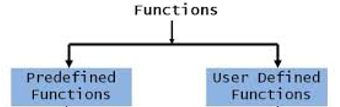 Functions
Predefined
Functions
User Defined
Functions